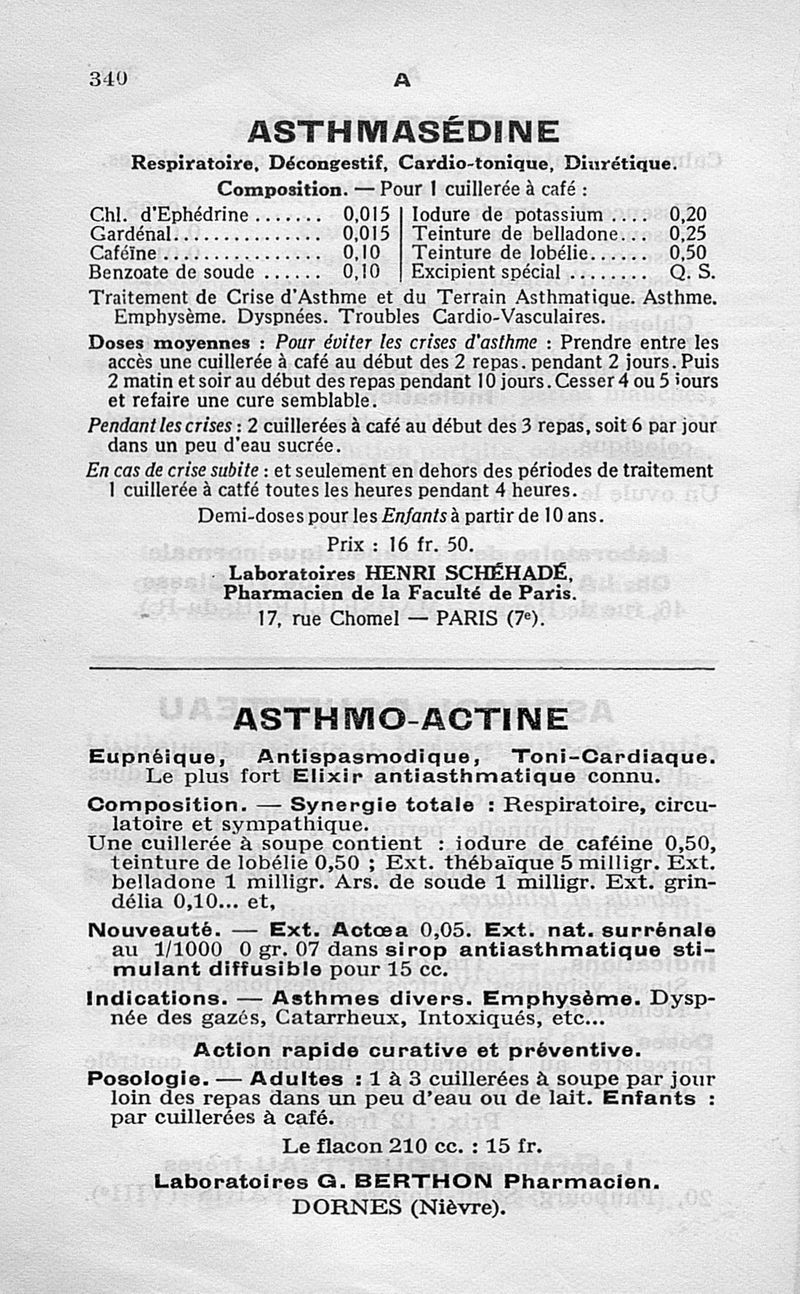 340
A
ASTHMASÉDINE
Respiratoire, Décongestif, Cardio-tonique, Diurétique.
Composition. — Pour 1 cuillerée à café :
Chl. d'Ephédrine ....... 0,015 | Iodure de potassium .... 0,20
Gardénal............... 0,015 | Teinture de belladone... 0,25
Caféïne ................ 0,10 | Teinture de lobélie...... 0,50
Benzoate de soude ...... 0,10 | Excipient spécial ........ Q. S.
Traitement de Crise d'Asthme et du Terrain Asthmatique. Asthme.
Emphysème. Dyspnées. Troubles Cardio-Vasculaires.
Doses moyennes : Pour éviter les crises d'asthme : Prendre entre les
accès une cuillerée à café au début des 2 repas. pendant 2 jours. Puis
2 matin et soir au début des repas pendant 10 jours. Cesser 4 ou 5 jours
et refaire une cure semblable.
Pendant les crises : 2 cuillerées à café au début des 3 repas, soit 6 par jour
dans un peu d'eau sucrée.
En cas de crise subite : et seulement en dehors des périodes de traitement
1 cuillerée à catfé toutes les heures pendant 4 heures.
Demi-doses pour les Enfants à partir de 10 ans.
Prix : 16 fr. 50.
Laboratoires HENRI SCHÉHADÉ,
Pharmacien de la Faculté de Paris.
17, rue Chomel — PARIS (7e).
ASTHMO-ACTINE
Eupnéique, Antispasmodique, Toni-Cardiaque.
Le plus fort Elixir antiasthmatique connu.
Composition. — Synergie totale : Respiratoire, circu-
latoire et sympathique.
Une cuillerée à soupe contient : iodure de caféine 0,50,
teinture de lobélie 0,50 ; Ext. thébaïque 5 milligr. Ext.
belladone 1 milligr. Ars. de soude 1 milligr. Ext. grin-
délia 0,10... et,
Nouveauté. — Ext. Actœa 0,05. Ext. nat. surrénale
au 1/1000 0 gr. 07 dans sirop antiasthmatique sti-
mulant diffusible pour 15 cc.
Indications. — Asthmes divers. Emphysème. Dysp-
née des gazés, Catarrheux, Intoxiqués, etc...
Action rapide curative et préventive.
Posologie. — Adultes : 1 à 3 cuillerées à soupe par jour
loin des repas dans un peu d'eau ou de lait. Enfants :
par cuillerées à café.
Le flacon 210 cc. : 15 fr.
Laboratoires G. BERTHON Pharmacien.
DORNES (Nièvre).